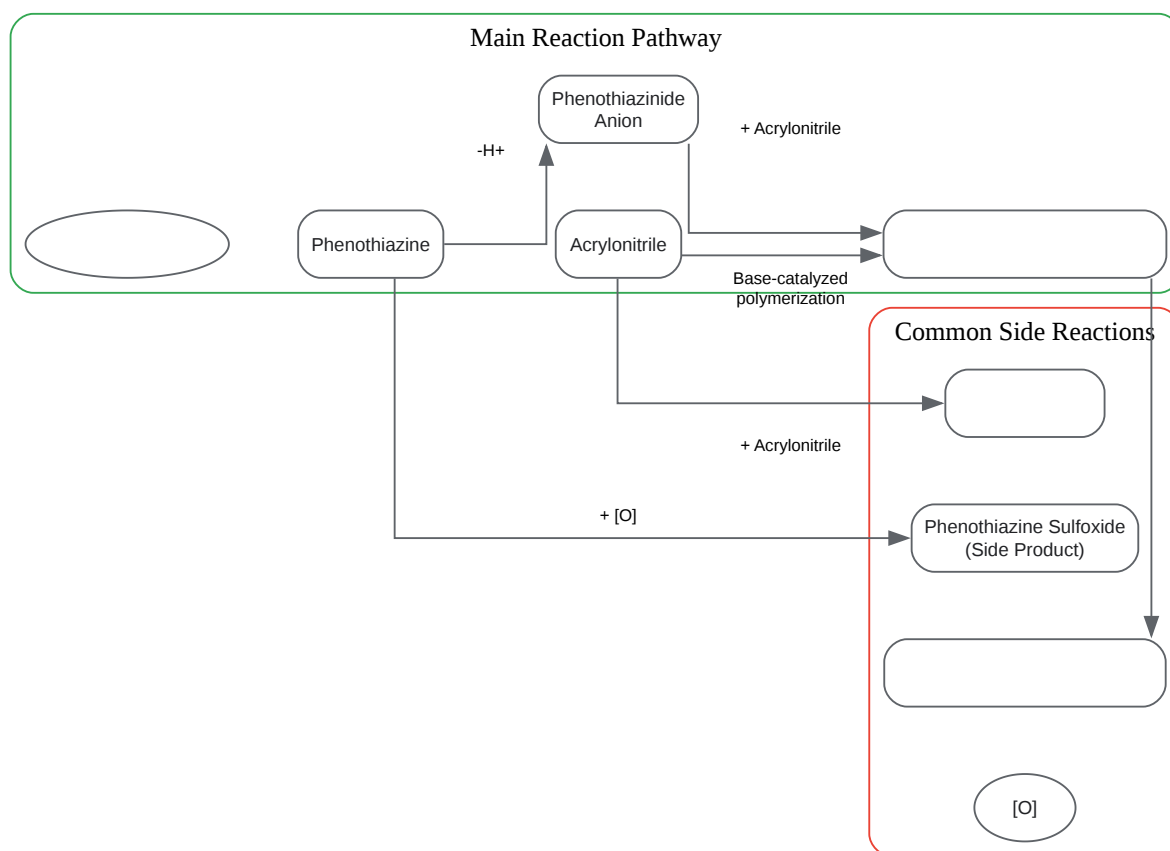 Main Reaction Pathway
Phenothiazinide
Anion
+ Acrylonitrile
-H+
Phenothiazine
Acrylonitrile
Base-catalyzed
polymerization
Common Side Reactions
+ Acrylonitrile
+ [O]
Phenothiazine Sulfoxide
(Side Product)
[O]